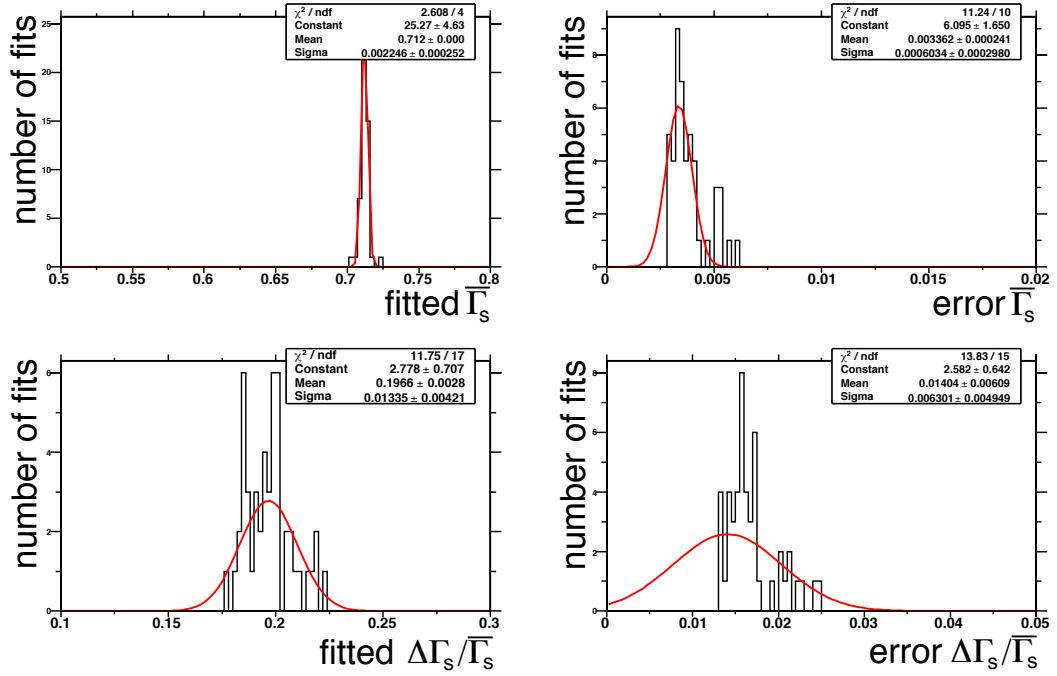 χ² / ndf 2.608 / 4
Constant 25.27 ± 4.63
Mean 0.712 ± 0.000
Sigma 0.002246 ± 0.000252
number of fits
25
20
15
10
5
0
0.5 0.55 0.6 0.65 0.7 0.75 0.8
fitted Γ̅s
χ² / ndf 11.24 / 10
Constant 6.095 ± 1.650
Mean 0.003362 ± 0.000241
Sigma 0.0006034 ± 0.0002980
number of fits
8
6
4
2
0
0 0.005 0.01 0.015 0.02
error Γ̅s
χ² / ndf 11.75 / 17
Constant 2.778 ± 0.707
Mean 0.1966 ± 0.0028
Sigma 0.01335 ± 0.00421
number of fits
6
5
4
3
2
1
0
0.1 0.15 0.2 0.25 0.3
fitted ΔΓs/Γ̅s
χ² / ndf 13.83 / 15
Constant 2.582 ± 0.642
Mean 0.01404 ± 0.00609
Sigma 0.006301 ± 0.004949
number of fits
8
6
4
2
0
0 0.01 0.02 0.03 0.04 0.05
error ΔΓs/Γ̅s